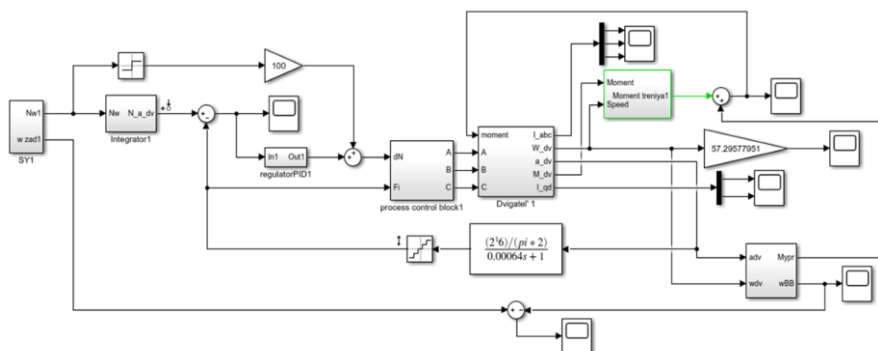 Nw1
w zad1
SY1
Nw
N_a_dv
Integrator1
100
In1
Out1
regulatorPID1
dN
Fi
A
B
C
process control block1
moment
A
B
C
I_abc
W_dv
a_dv
M_dv
I_qd
Dvigatel' 1
Moment
Speed
Moment treniya1
57.29577951
(2^16)/(pi * 2)
0.00064s + 1
adv
wdv
Mypr
wBB